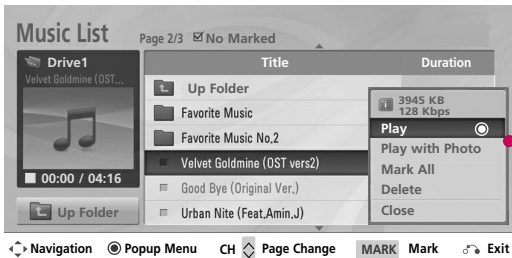 Music List
Page 2/3 No Marked
Drive1
Velvet Goldmine (OST...
00:00 / 04:16
Up Folder
Title Duration
Up Folder
Favorite Music
Favorite Music No.2
Velvet Goldmine (OST vers2)
Good Bye (Original Ver.)
Urban Nite (Feat.Amin.J)
3945 KB
128 Kbps
Play
Play with Photo
Mark All
Delete
Close
Navigation Popup Menu CH Page Change MARK Mark Exit